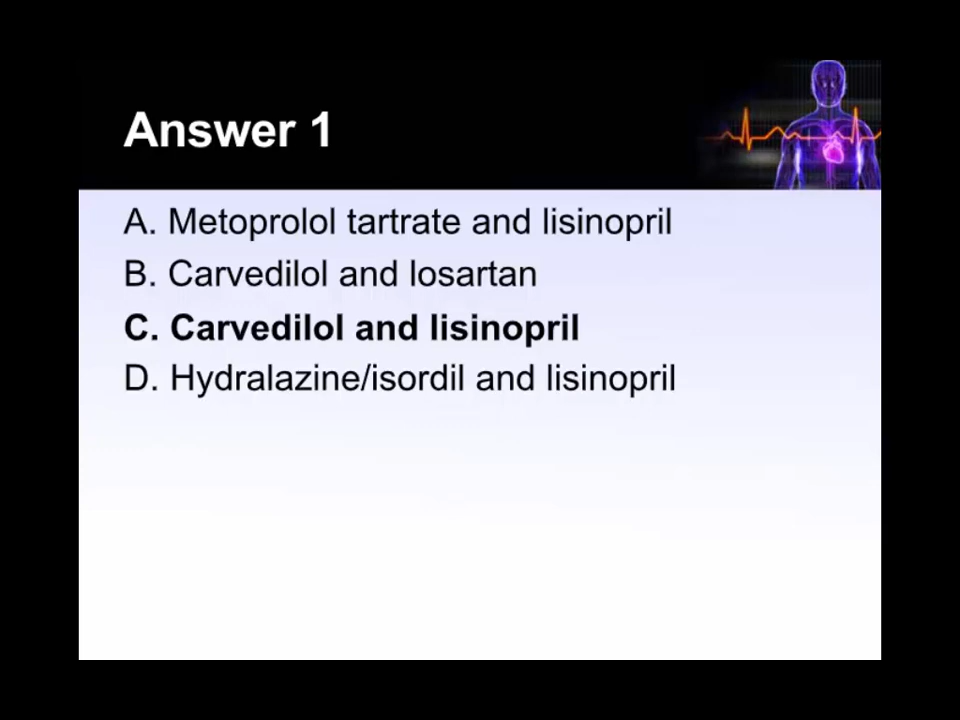 Answer 1
A. Metoprolol tartrate and lisinopril
B. Carvedilol and losartan
C. Carvedilol and lisinopril
D. Hydralazine/isordil and lisinopril